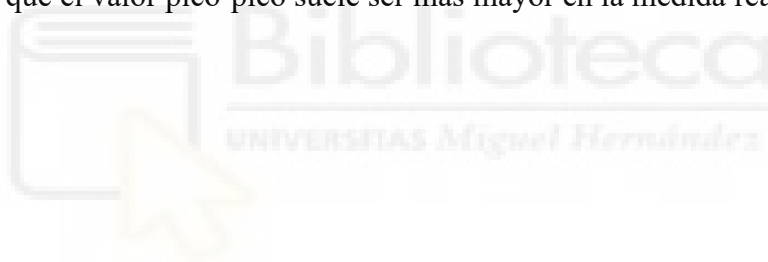 que el valor pico-pico suele ser más mayor en la medida
Biblioteca
UNIVERSITAS Miguel Hernández